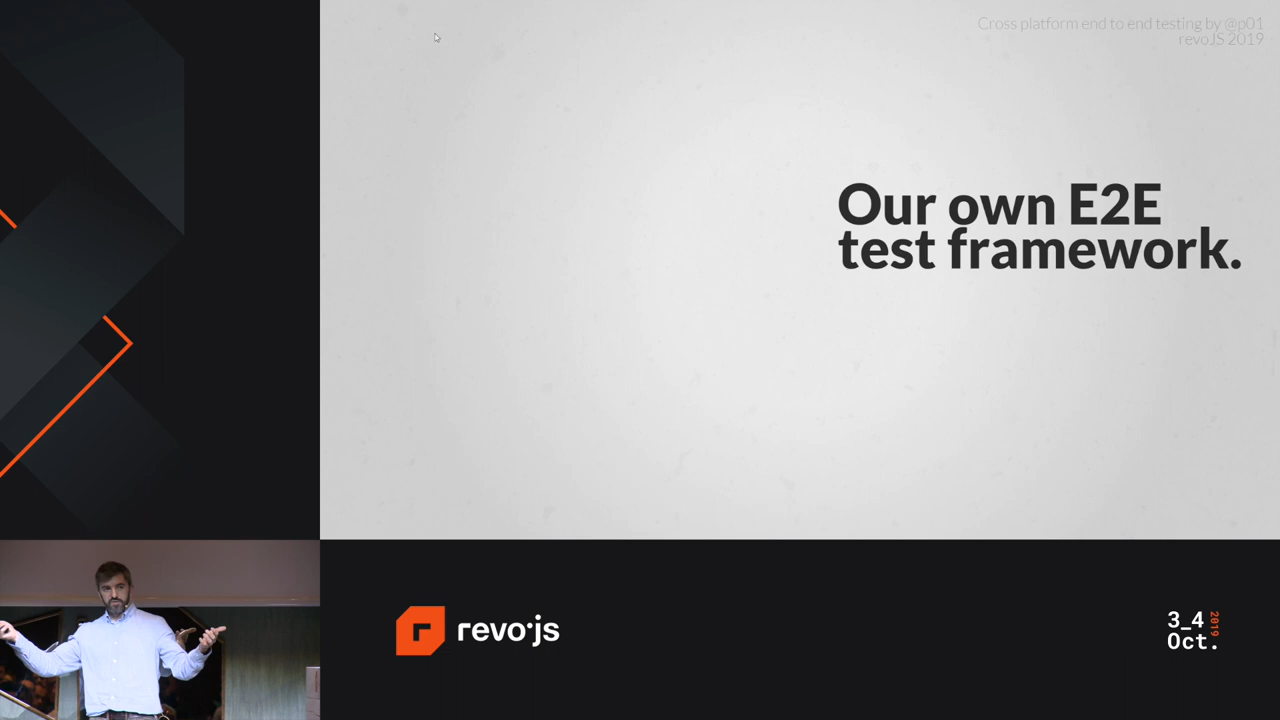 Cross platform end to end testing by @p01
revoJS 2019
Our own E2E
test framework.
r revo·js
3_4 2019
Oct.